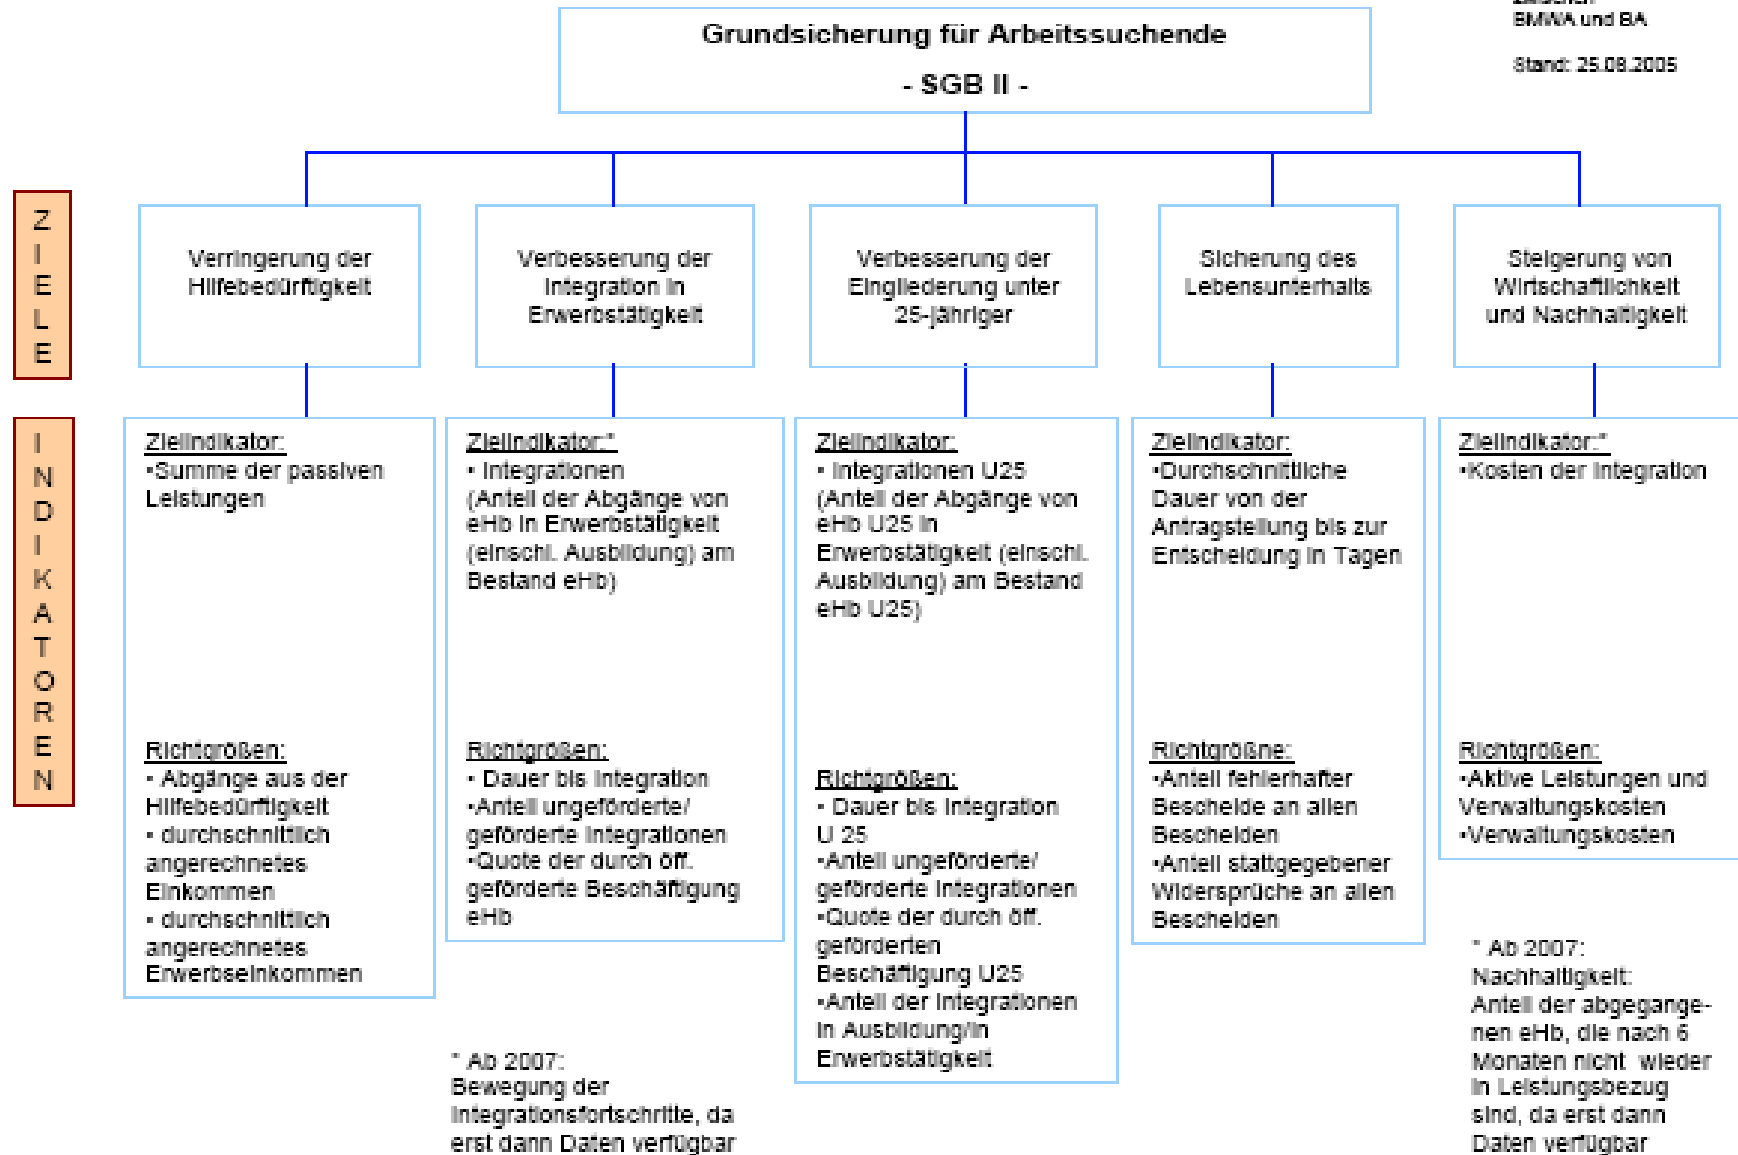 BMWA und BA
Stand: 25.08.2005
Grundsicherung für Arbeitssuchende
- SGB II -
ZIELE
Verringerung der
Hilfebedürftigkeit
Verbesserung der
Integration in
Erwerbstätigkeit
Verbesserung der
Eingliederung unter
25-jähriger
Sicherung des
Lebensunterhalts
Steigerung von
Wirtschaftlichkeit
und Nachhaltigkeit
INDIKATOREN
Zielindikator:
•Summe der passiven
Leistungen
Richtgrößen:
• Abgänge aus der
Hilfebedürftigkeit
• durchschnittlich
angerechnetes
Einkommen
• durchschnittlich
angerechnetes
Erwerbseinkommen
Zielindikator:*
• Integrationen
(Anteil der Abgänge von
eHb in Erwerbstätigkeit
(einschl. Ausbildung) am
Bestand eHb)
Richtgrößen:
• Dauer bis Integration
•Anteil ungeförderte/
geförderte Integrationen
•Quote der durch öff.
geförderte Beschäftigung
eHb
* Ab 2007:
Bewegung der
Integrationsfortschritte, da
erst dann Daten verfügbar
Zielindikator:
• Integrationen U25
(Anteil der Abgänge von
eHb U25 in
Erwerbstätigkeit (einschl.
Ausbildung) am Bestand
eHb U25)
Richtgrößen:
• Dauer bis Integration
U 25
•Anteil ungeförderte/
geförderte Integrationen
•Quote der durch öff.
geförderten
Beschäftigung U25
•Anteil der Integrationen
in Ausbildung/in
Erwerbstätigkeit
Zielindikator:
•Durchschnittliche
Dauer von der
Antragstellung bis zur
Entscheidung in Tagen
Richtgrößne:
•Anteil fehlerhafter
Bescheide an allen
Bescheiden
•Anteil stattgegebener
Widersprüche an allen
Bescheiden
Zielindikator:*
•Kosten der Integration
Richtgrößen:
•Aktive Leistungen und
Verwaltungskosten
•Verwaltungskosten
* Ab 2007:
Nachhaltigkeit:
Anteil der abgegange-
nen eHb, die nach 6
Monaten nicht wieder
in Leistungsbezug
sind, da erst dann
Daten verfügbar